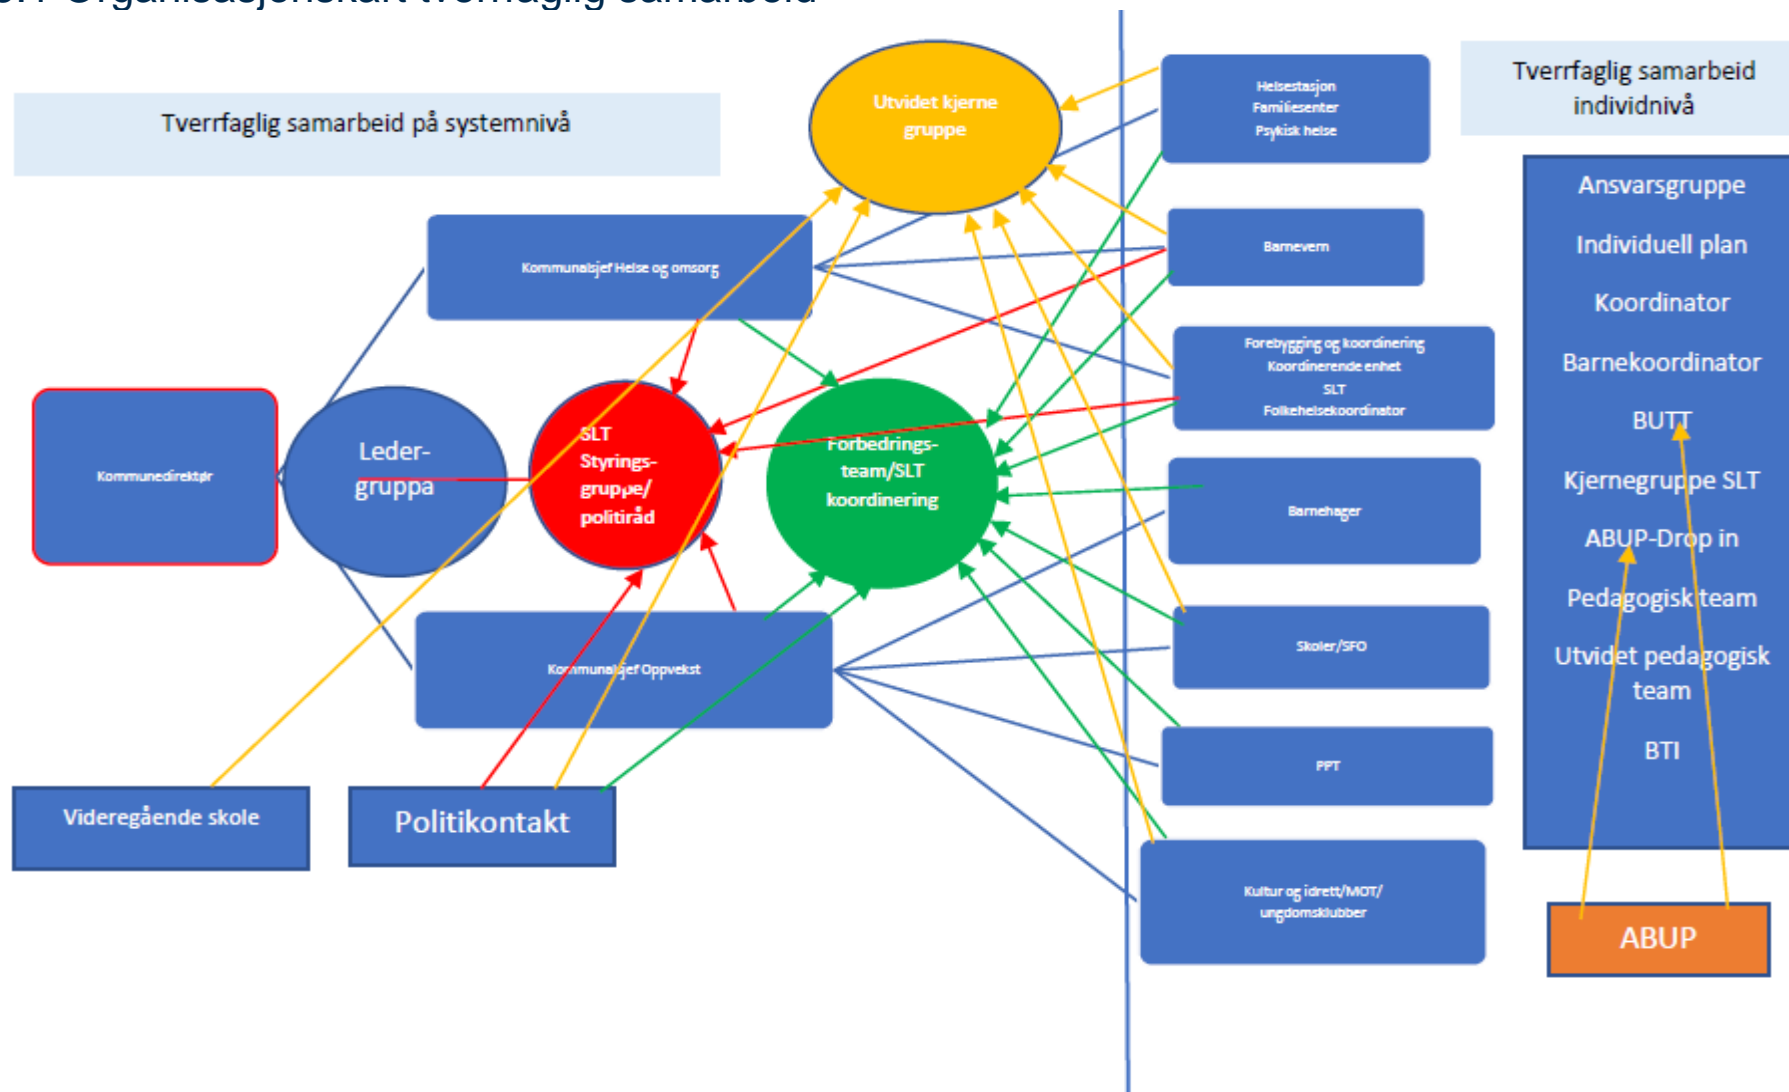 Organisasjonskart tverrfaglig samarbeid
Tverrfaglig samarbeid på systemnivå
Utvidet kjerne
gruppe
Helsestasjon
Familiesenter
Psykisk helse
Tverrfaglig samarbeid
individnivå
Kommunalsjef Helse og omsorg
Barnevern
Forebygging og koordinering
Koordinerende enhet
SLT
Folkehelsekoordinator
Kommunedirektør
Leder-
gruppa
SLT
Styrings-
gruppe/
politiråd
Forbedrings-
team/SLT
koordinering
Barnehager
Kommunalsjef Oppvekst
Skoler/SFO
PPT
Videregående skole
Politikontakt
Kultur og idrett/MOT/
ungdomsklubber
Ansvarsgruppe
Individuell plan
Koordinator
Barnekoordinator
BUTT
Kjernegruppe SLT
ABUP-Drop in
Pedagogisk team
Utvidet pedagogisk
team
BTI
ABUP